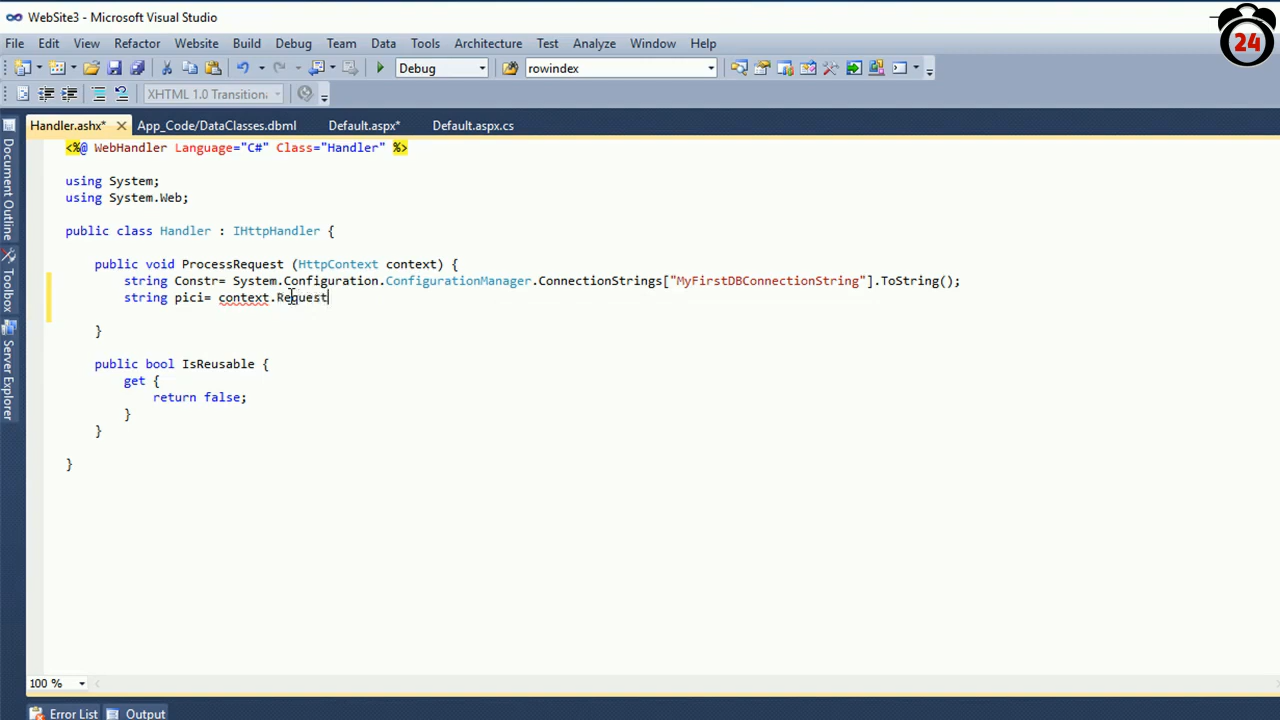 WebSite3 - Microsoft Visual Studio
24
File Edit View Refactor Website Build Debug Team Data Tools Architecture Test Analyze Window Help
Debug rowindex
XHTML 1.0 Transition
Handler.ashx* App_Code/DataClasses.dbml Default.aspx* Default.aspx.cs
Document Outline
Toolbox
Server Explorer
<%@ WebHandler Language="C#" Class="Handler" %>
using System;
using System.Web;
public class Handler : IHttpHandler {
public void ProcessRequest (HttpContext context) {
string Constr= System.Configuration.ConfigurationManager.ConnectionStrings["MyFirstDBConnectionString"].ToString();
string pici= context.Request
}
public bool IsReusable {
get {
return false;
}
}
}
100 %
Error List Output